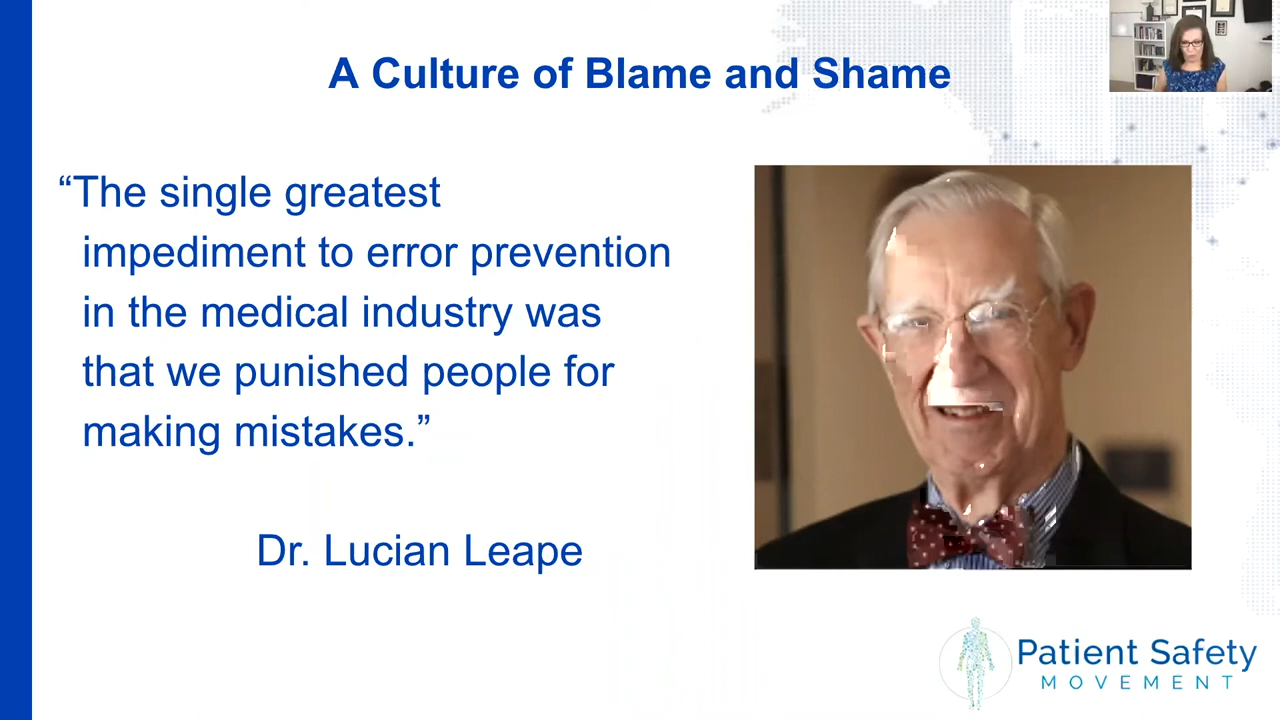 A Culture of Blame and Shame
“The single greatest
impediment to error prevention
in the medical industry was
that we punished people for
making mistakes.”
Dr. Lucian Leape
Patient Safety
MOVEMENT